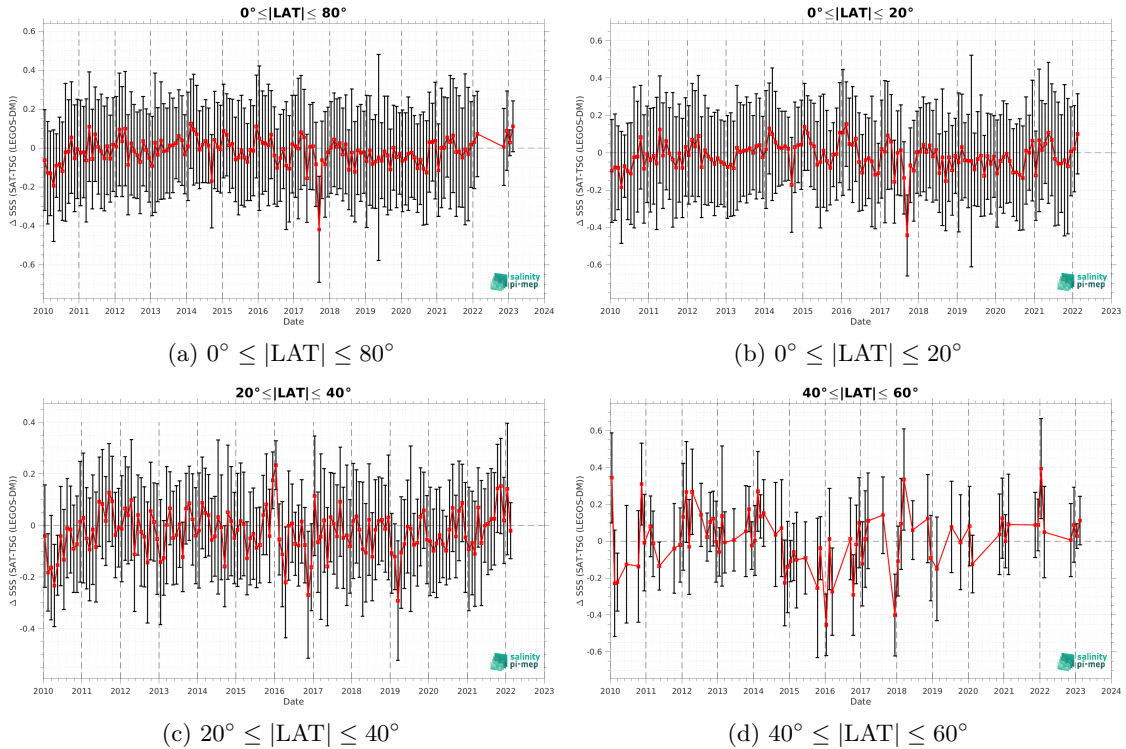 0°≤|LAT|≤ 80°
Δ SSS (SAT-TSG (LEGOS-DM))
0.6
0.4
0.2
0
-0.2
-0.4
-0.6
2010 2011 2012 2013 2014 2015 2016 2017 2018 2019 2020 2021 2022 2023 2024
Date
salinity
pi-mep
(a) 0° ≤ |LAT| ≤ 80°
0°≤|LAT|≤ 20°
Δ SSS (SAT-TSG (LEGOS-DM))
0.6
0.4
0.2
0
-0.2
-0.4
-0.6
2010 2011 2012 2013 2014 2015 2016 2017 2018 2019 2020 2021 2022 2023
Date
salinity
pi-mep
(b) 0° ≤ |LAT| ≤ 20°
20°≤|LAT|≤ 40°
Δ SSS (SAT-TSG (LEGOS-DM))
0.4
0.2
0
-0.2
-0.4
2010 2011 2012 2013 2014 2015 2016 2017 2018 2019 2020 2021 2022 2023
Date
salinity
pi-mep
(c) 20° ≤ |LAT| ≤ 40°
40°≤|LAT|≤ 60°
Δ SSS (SAT-TSG (LEGOS-DM))
0.6
0.4
0.2
0
-0.2
-0.4
-0.6
2010 2011 2012 2013 2014 2015 2016 2017 2018 2019 2020 2021 2022 2023 2024
Date
salinity
pi-mep
(d) 40° ≤ |LAT| ≤ 60°